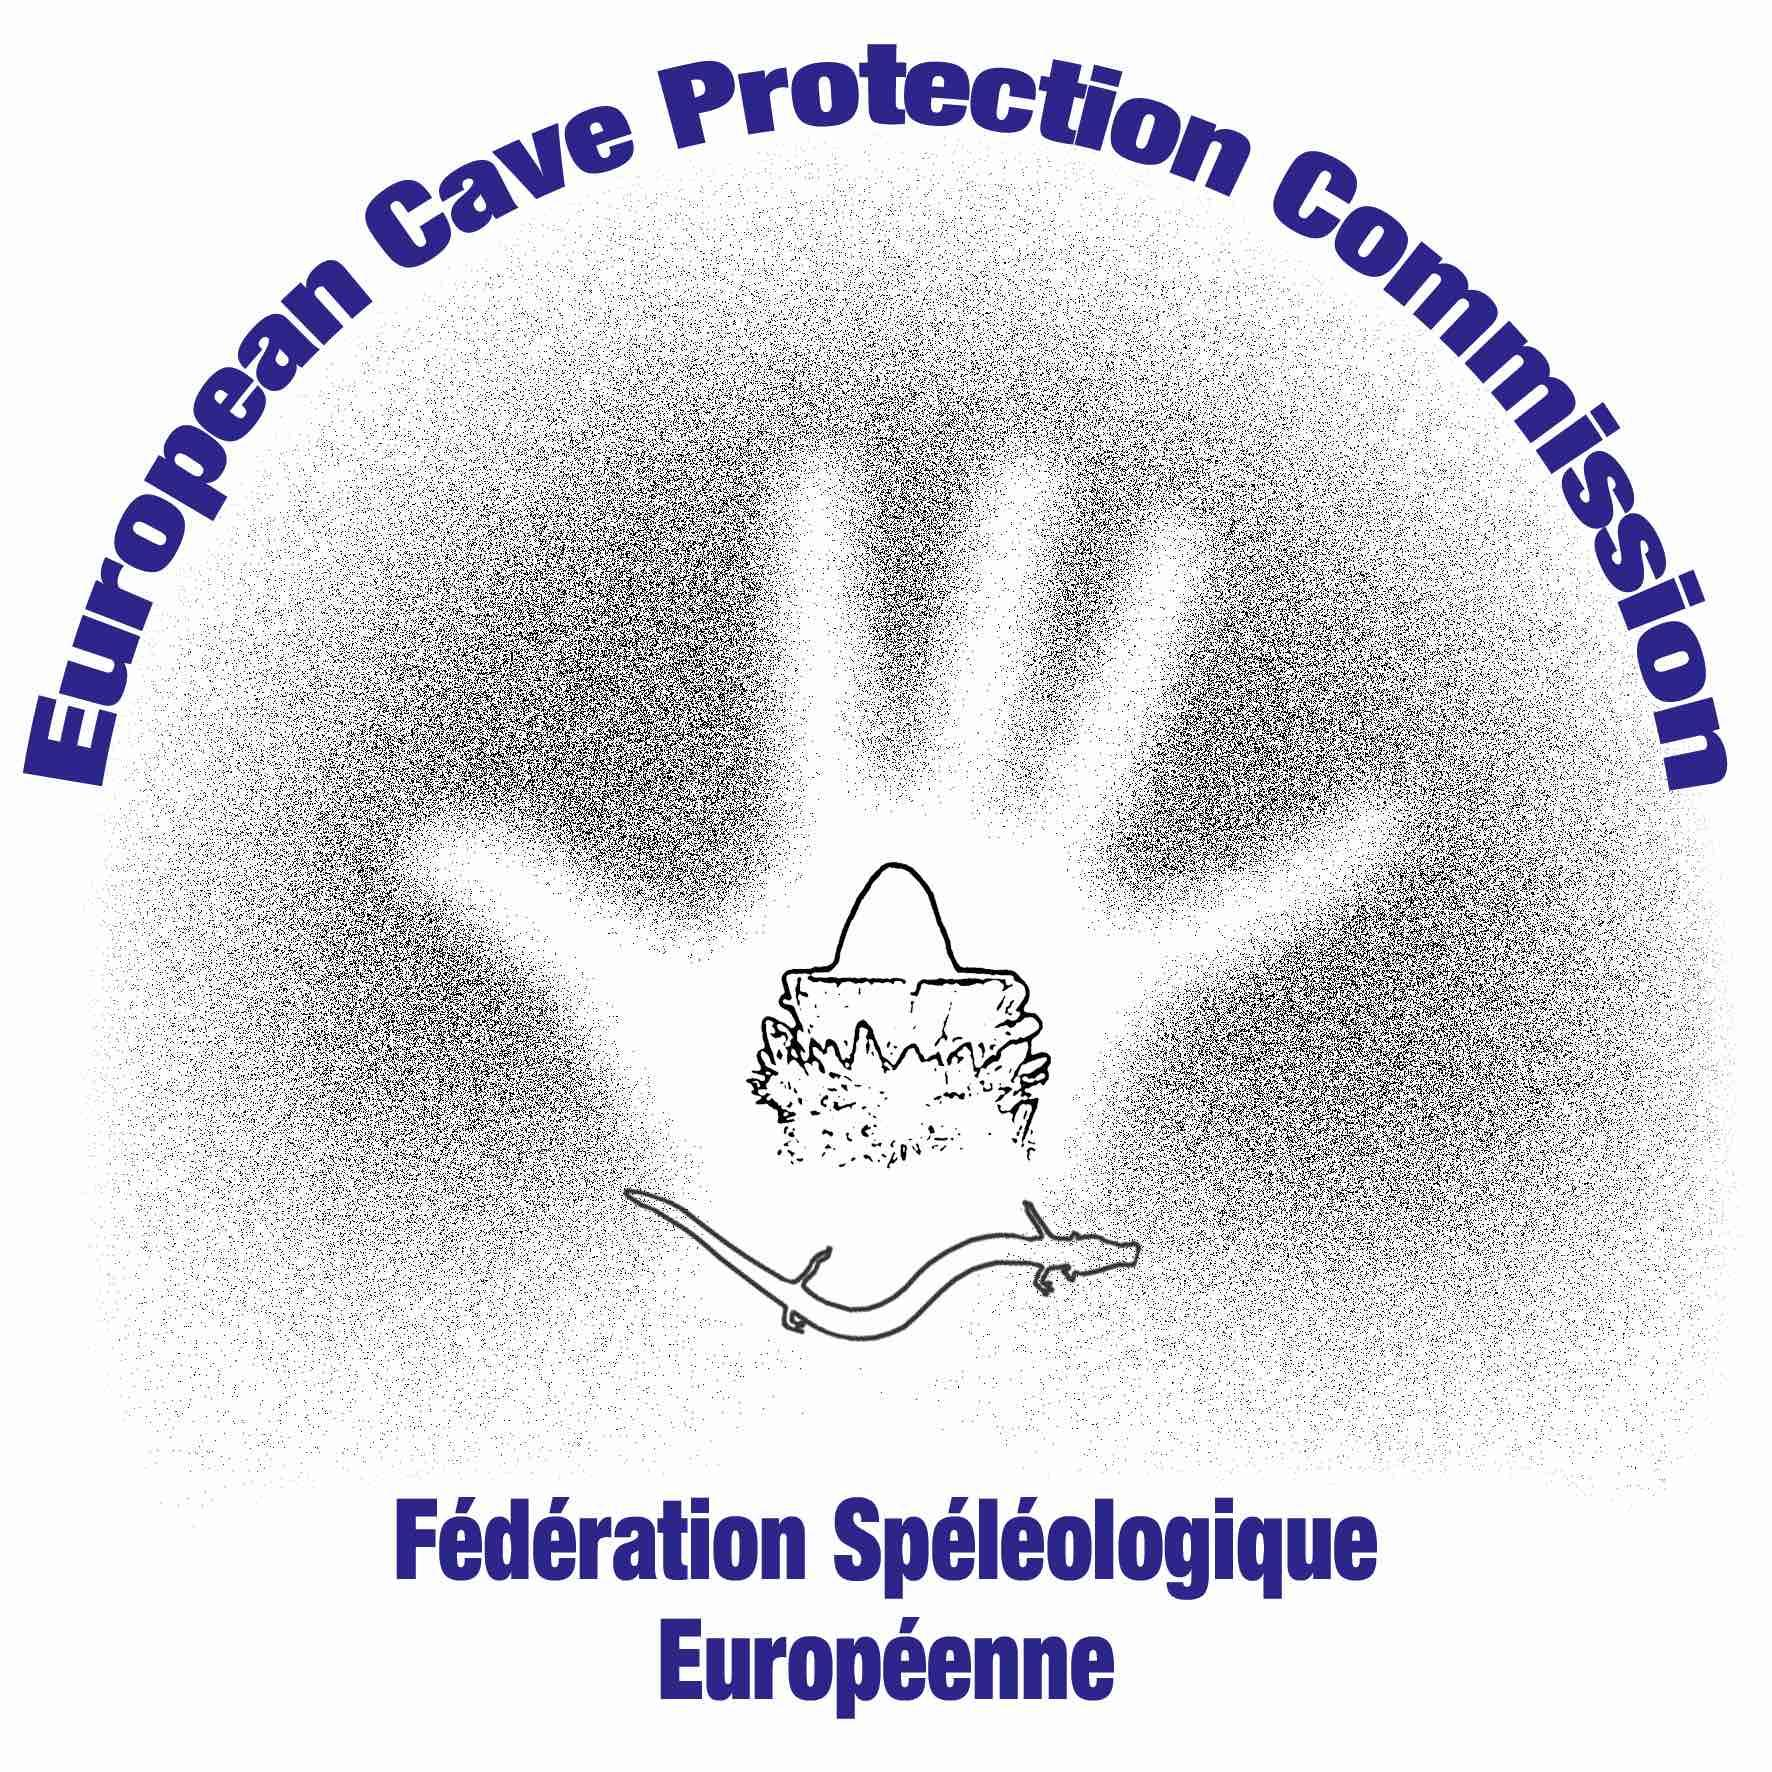 European Cave Protection Commission
Fédération Spéléologique
Européenne